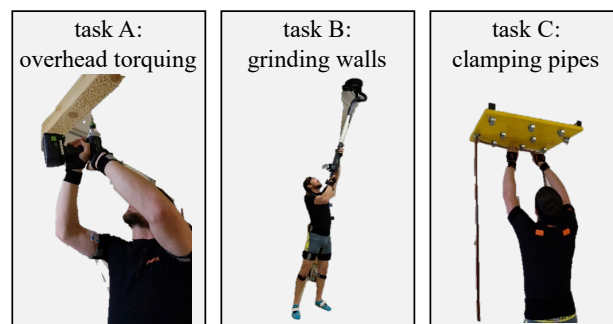 task A:
overhead torquing
task B:
grinding walls
task C:
clamping pipes